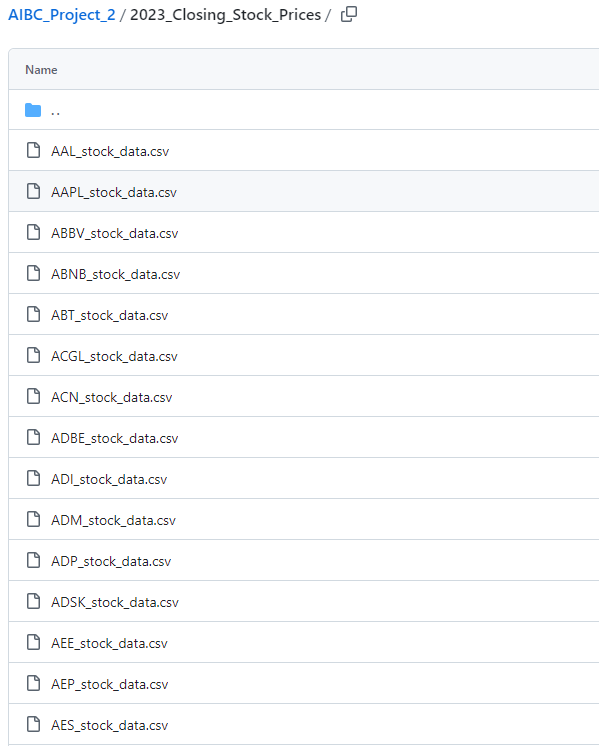 AIBC_Project_2 / 2023_Closing_Stock_Prices /
Name
..
AAL_stock_data.csv
AAPL_stock_data.csv
ABBV_stock_data.csv
ABNB_stock_data.csv
ABT_stock_data.csv
ACGL_stock_data.csv
ACN_stock_data.csv
ADBE_stock_data.csv
ADI_stock_data.csv
ADM_stock_data.csv
ADP_stock_data.csv
ADSK_stock_data.csv
AEE_stock_data.csv
AEP_stock_data.csv
AES_stock_data.csv